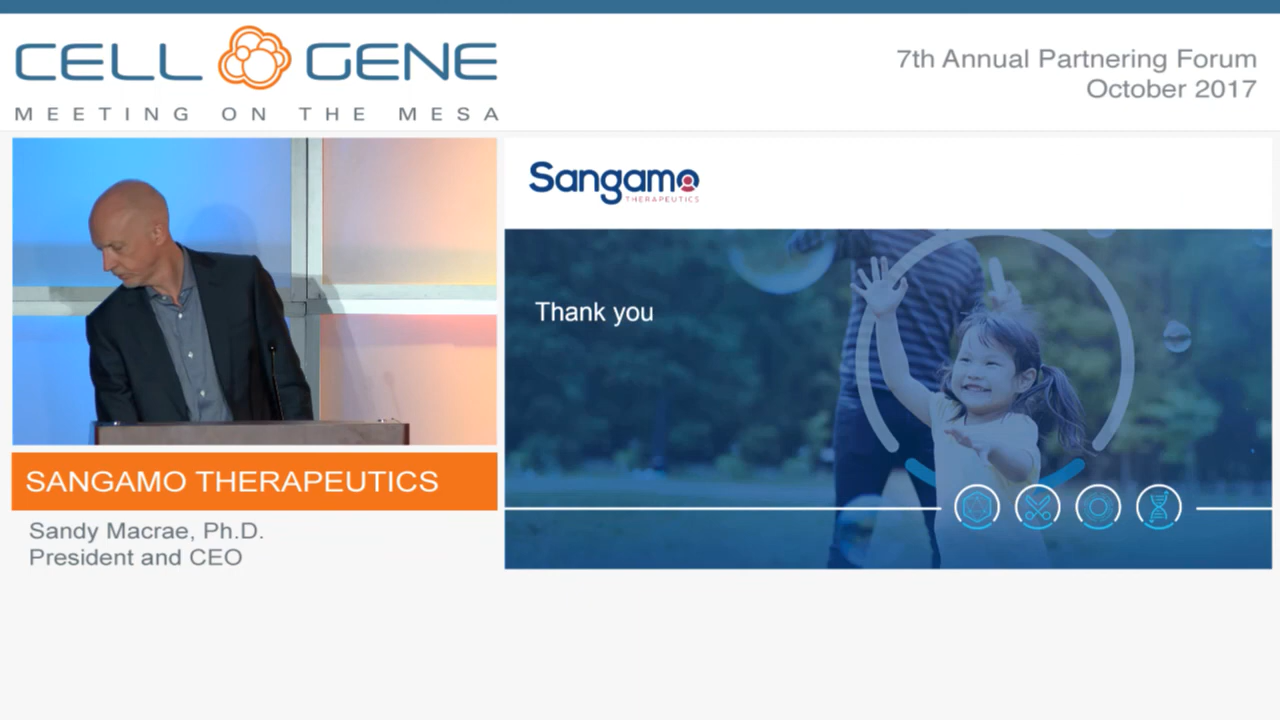 CELL GENE
MEETING ON THE MESA
7th Annual Partnering Forum
October 2017
Sangamo
THERAPEUTICS
Thank you
SANGAMO THERAPEUTICS
Sandy Macrae, Ph.D.
President and CEO